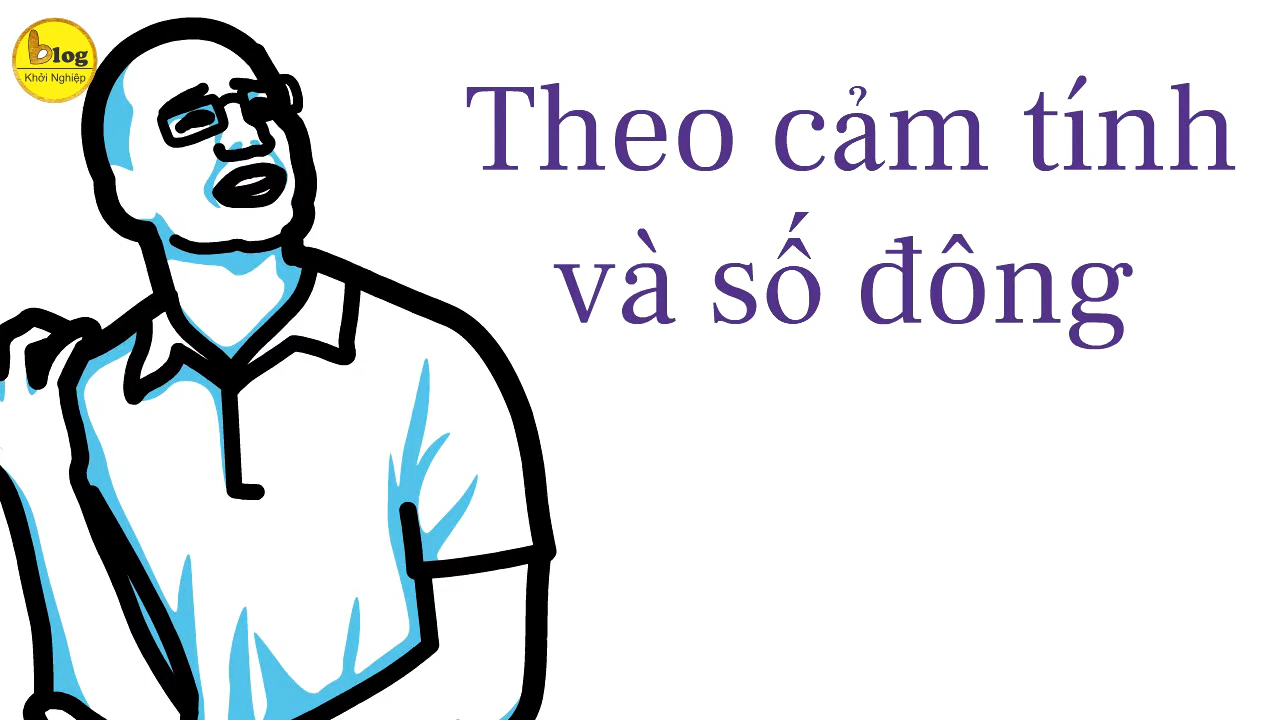 blog
Khởi Nghiệp
Theo cảm tính
và số đông